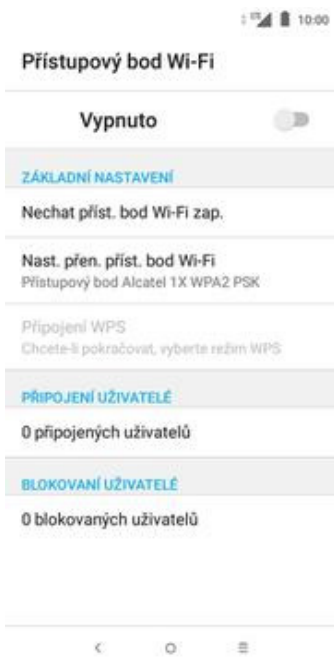 10:00
Přístupový bod Wi-Fi
Vypnuto
ZÁKLADNÍ NASTAVENÍ
Nechat příst. bod Wi-Fi zap.
Nast. přen. příst. bod Wi-Fi
Přístupový bod Alcatel 1X WPA2 PSK
Připojení WPS
Chcete-li pokračovat, vyberte režim WPS
PŘIPOJENÍ UŽIVATELÉ
0 připojených uživatelů
BLOKOVANÍ UŽIVATELÉ
0 blokovaných uživatelů